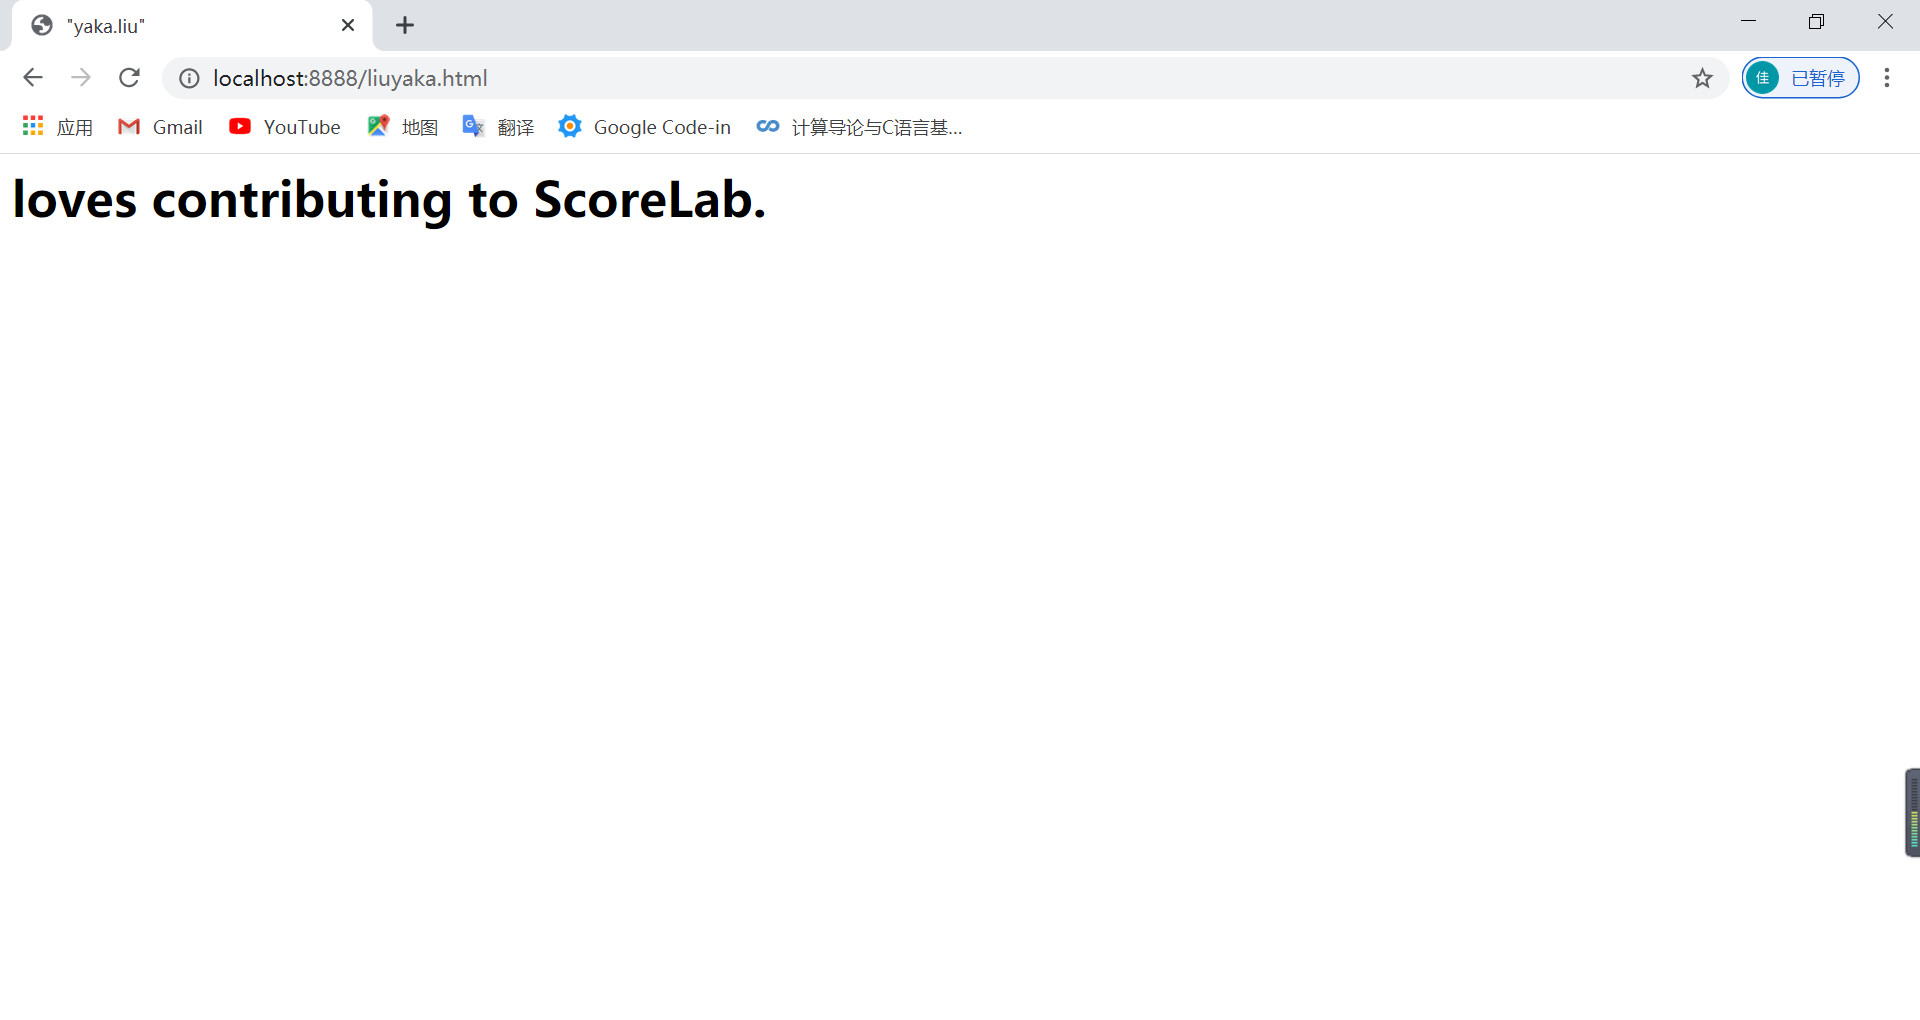 "yaka.liu"
localhost:8888/liuyaka.html
佳 已暂停
应用 Gmail YouTube 地图 翻译 Google Code-in 计算导论与C语言基...
loves contributing to ScoreLab.